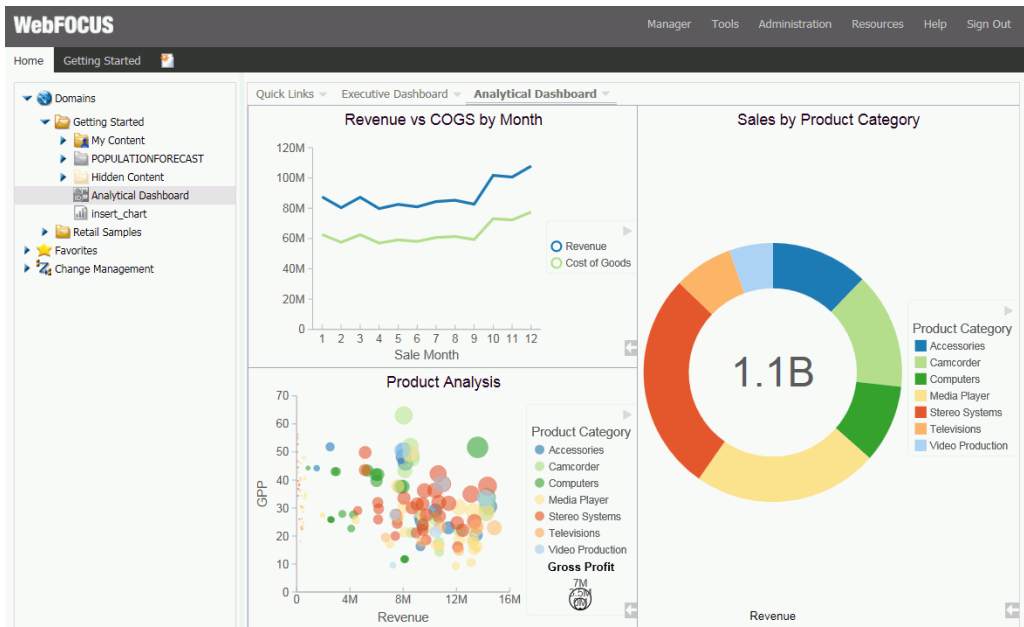 WebFOCUS
Manager Tools Administration Resources Help Sign Out
Home Getting Started
Domains
Getting Started
My Content
POPULATIONFORECAST
Hidden Content
Analytical Dashboard
insert_chart
Retail Samples
Favorites
Change Management
Quick Links Executive Dashboard Analytical Dashboard
Revenue vs COGS by Month
120M
100M
80M
60M
40M
20M
0
1 2 3 4 5 6 7 8 9 10 11 12
Sale Month
Revenue
Cost of Goods
Product Analysis
70
60
50
40
30
20
10
0
GPP
0 4M 8M 12M 16M
Revenue
Product Category
Accessories
Camcorder
Computers
Media Player
Stereo Systems
Televisions
Video Production
Gross Profit
7M
3.5M
0M
Sales by Product Category
1.1B
Product Category
Accessories
Camcorder
Computers
Media Player
Stereo Systems
Televisions
Video Production
Revenue